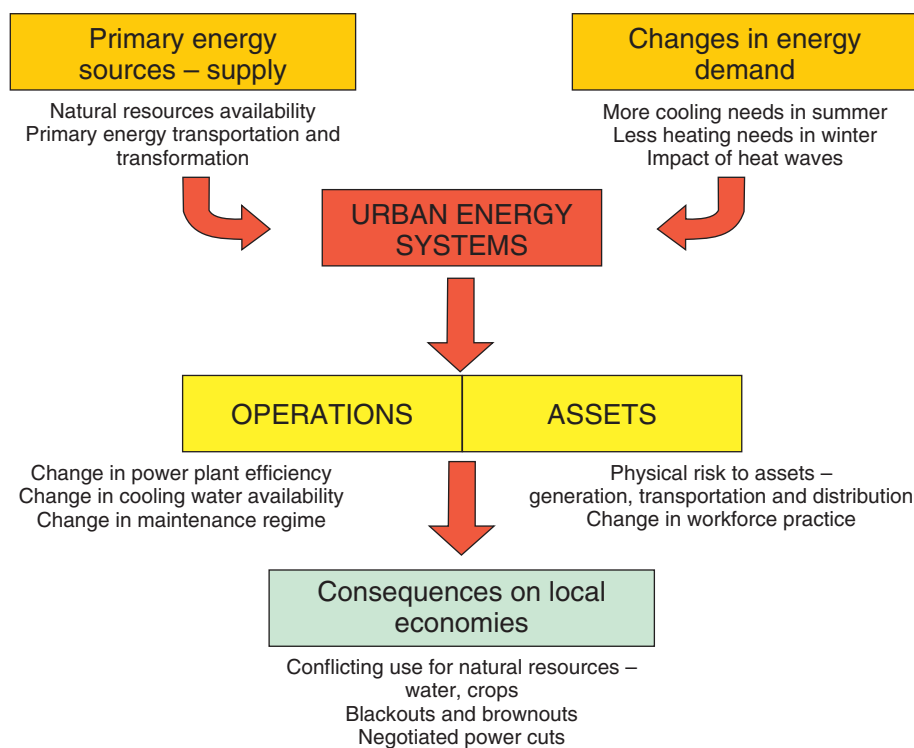 Primary energy
sources – supply
Natural resources availability
Primary energy transportation and
transformation
Changes in energy
demand
More cooling needs in summer
Less heating needs in winter
Impact of heat waves
URBAN ENERGY
SYSTEMS
OPERATIONS
ASSETS
Change in power plant efficiency
Change in cooling water availability
Change in maintenance regime
Physical risk to assets –
generation, transportation and distribution
Change in workforce practice
Consequences on local
economies
Conflicting use for natural resources –
water, crops
Blackouts and brownouts
Negotiated power cuts